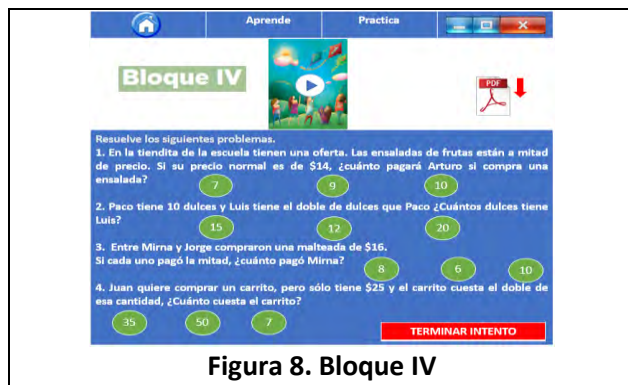 Aprende Practica
Bloque IV
PDF
Resuelve los siguientes problemas.
1. En la tiendita de la escuela tienen una oferta. Las ensaladas de frutas están a mitad
de precio. Si su precio normal es de $14, ¿cuánto pagará Arturo si compra una
ensalada?
7 9 10
2. Paco tiene 10 dulces y Luis tiene el doble de dulces que Paco ¿Cuántos dulces tiene
Luis?
15 12 20
3. Entre Mirna y Jorge compraron una malteada de $16.
Si cada uno pagó la mitad, ¿cuánto pagó Mirna?
8 6 10
4. Juan quiere comprar un carrito, pero sólo tiene $25 y el carrito cuesta el doble de
esa cantidad, ¿Cuánto cuesta el carrito?
35 50 7
TERMINAR INTENTO
Figura 8. Bloque IV